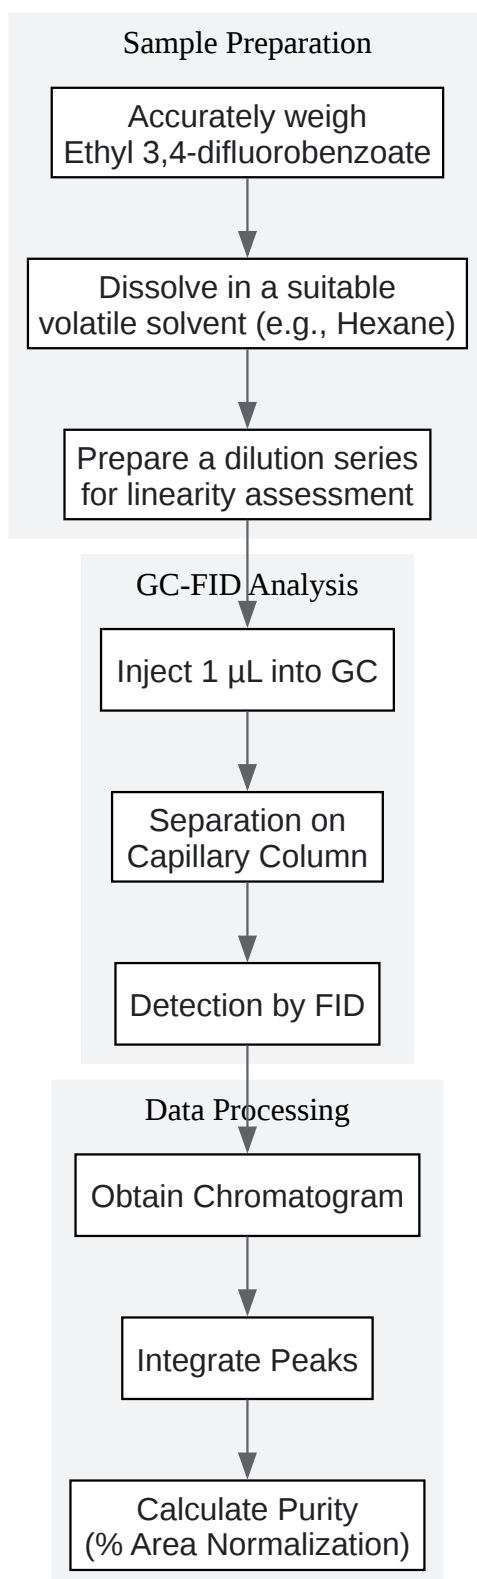 Sample Preparation
Accurately weigh
Ethyl 3,4-difluorobenzoate
Dissolve in a suitable
volatile solvent (e.g., Hexane)
Prepare a dilution series
for linearity assessment
GC-FID Analysis
Inject 1 µL into GC
Separation on
Capillary Column
Detection by FID
Data Processing
Obtain Chromatogram
Integrate Peaks
Calculate Purity
(% Area Normalization)